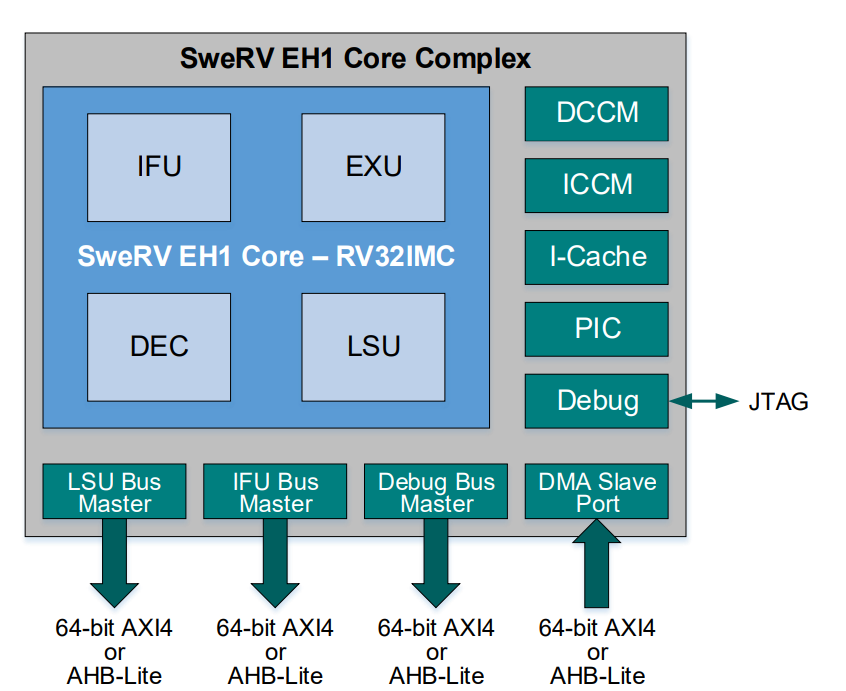 SweRV EH1 Core Complex
IFU
EXU
SweRV EH1 Core – RV32IMC
DEC
LSU
DCCM
ICCM
I-Cache
PIC
Debug
JTAG
LSU Bus
Master
IFU Bus
Master
Debug Bus
Master
DMA Slave
Port
64-bit AXI4
or
AHB-Lite
64-bit AXI4
or
AHB-Lite
64-bit AXI4
or
AHB-Lite
64-bit AXI4
or
AHB-Lite